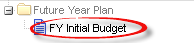 Future Year Plan
FY Initial Budget